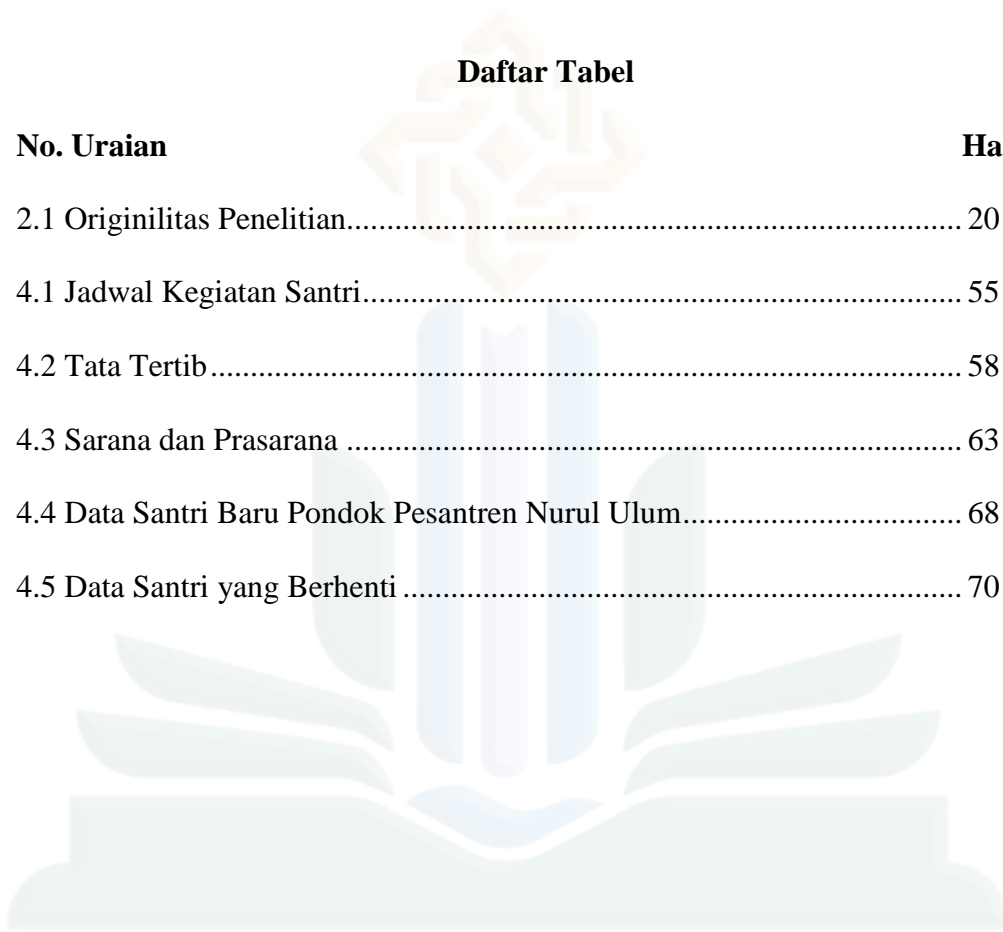 Daftar Tabel
No. Uraian Ha
2.1 Originilitas Penelitian.......................................................................................... 20
4.1 Jadwal Kegiatan Santri....................................................................................... 55
4.2 Tata Tertib............................................................................................................. 58
4.3 Sarana dan Prasarana ......................................................................................... 63
4.4 Data Santri Baru Pondok Pesantren Nurul Ulum......................................... 68
4.5 Data Santri yang Berhenti ................................................................................. 70